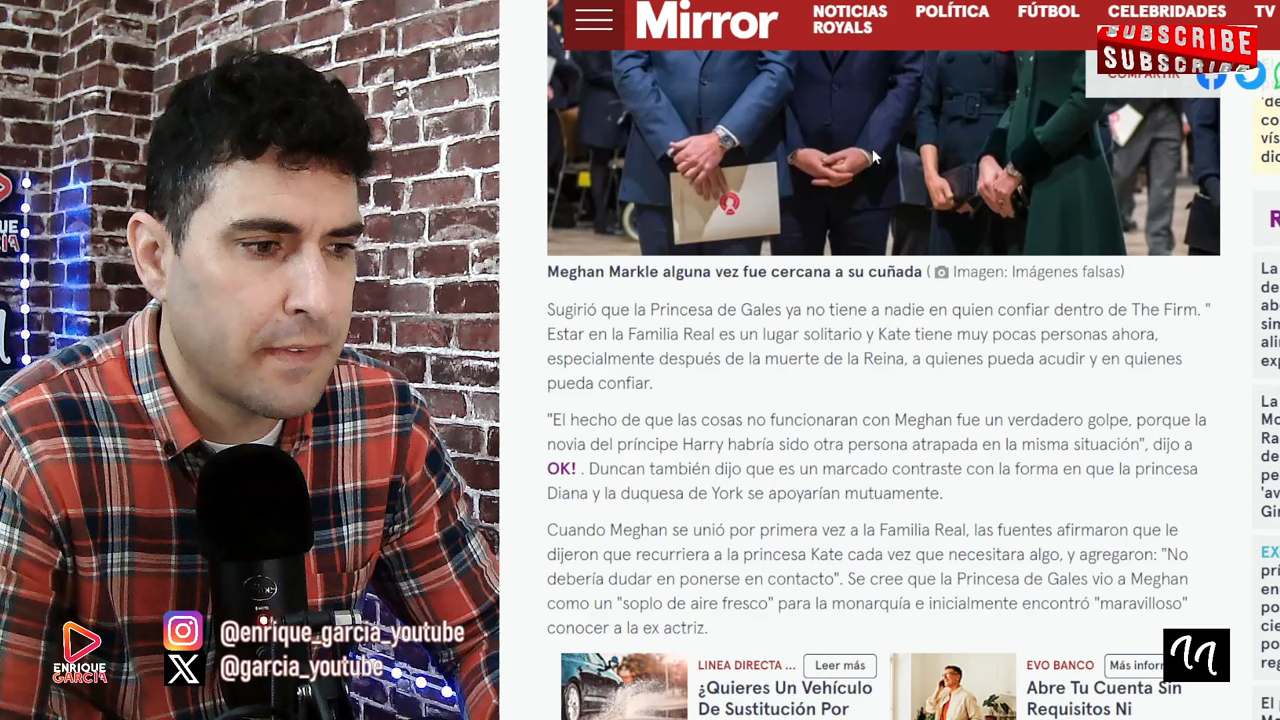 Mirror
NOTICIAS
ROYALS
POLÍTICA
FÚTBOL
CELEBRIDADES
TV
SUBSCRIBE
SUBSCRIBE
COMPARTIR
Meghan Markle alguna vez fue cercana a su cuñada ( Imagen: Imágenes falsas)
Sugirió que la Princesa de Gales ya no tiene a nadie en quien confiar dentro de The Firm. "
Estar en la Familia Real es un lugar solitario y Kate tiene muy pocas personas ahora,
especialmente después de la muerte de la Reina, a quienes pueda acudir y en quienes
pueda confiar.
"El hecho de que las cosas no funcionaran con Meghan fue un verdadero golpe, porque la
novia del príncipe Harry habría sido otra persona atrapada en la misma situación", dijo a
OK! . Duncan también dijo que es un marcado contraste con la forma en que la princesa
Diana y la duquesa de York se apoyarían mutuamente.
Cuando Meghan se unió por primera vez a la Familia Real, las fuentes afirmaron que le
dijeron que recurriera a la princesa Kate cada vez que necesitara algo, y agregaron: "No
debería dudar en ponerse en contacto". Se cree que la Princesa de Gales vio a Meghan
como un "soplo de aire fresco" para la monarquía e inicialmente encontró "maravilloso"
conocer a la ex actriz.
LINEA DIRECTA ...
Leer más
¿Quieres Un Vehículo
De Sustitución Por
EVO BANCO
Más inform
Abre Tu Cuenta Sin
Requisitos Ni
@enrique_garcia_youtube
@garcia_youtube
ENRIQUE
GARCIA